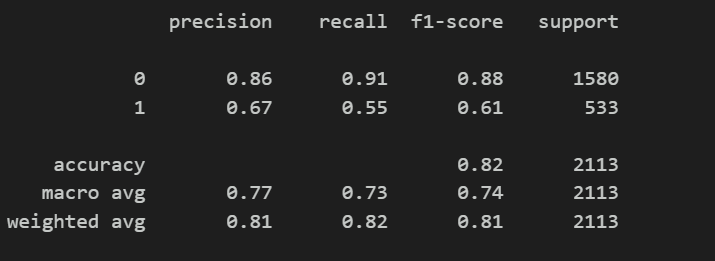 precision recall f1-score support
0 0.86 0.91 0.88 1580
1 0.67 0.55 0.61 533
accuracy 0.82 2113
macro avg 0.77 0.73 0.74 2113
weighted avg 0.81 0.82 0.81 2113